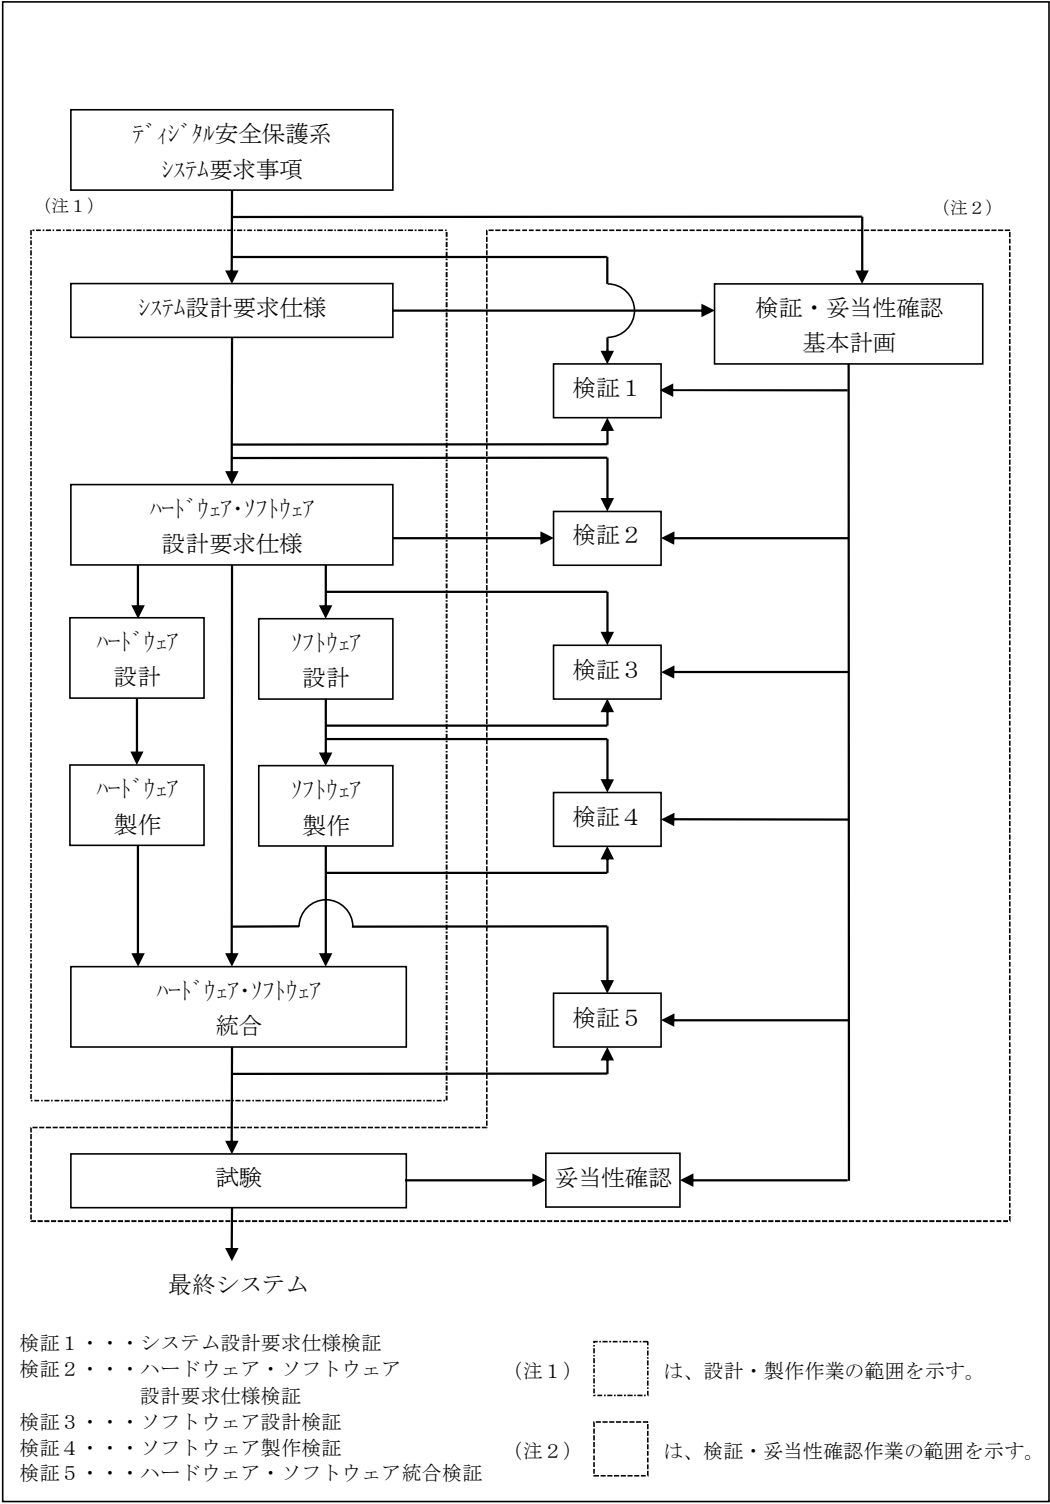 ﾃﾞｨｼﾞﾀﾙ安全保護系
ｼｽﾃﾑ要求事項
（注１）
（注２）
ｼｽﾃﾑ設計要求仕様
検証・妥当性確認
基本計画
検証１
ﾊｰﾄﾞｳｪｱ･ｿﾌﾄｳｪｱ
設計要求仕様
検証２
ﾊｰﾄﾞｳｪｱ
設計
ｿﾌﾄｳｪｱ
設計
検証３
ﾊｰﾄﾞｳｪｱ
製作
ｿﾌﾄｳｪｱ
製作
検証４
ﾊｰﾄﾞｳｪｱ･ｿﾌﾄｳｪｱ
統合
検証５
試験
妥当性確認
最終システム
検証１・・・システム設計要求仕様検証
検証２・・・ハードウェア・ソフトウェア
設計要求仕様検証
検証３・・・ソフトウェア設計検証
検証４・・・ソフトウェア製作検証
検証５・・・ハードウェア・ソフトウェア統合検証
（注１） は、設計・製作作業の範囲を示す。
（注２） は、検証・妥当性確認作業の範囲を示す。